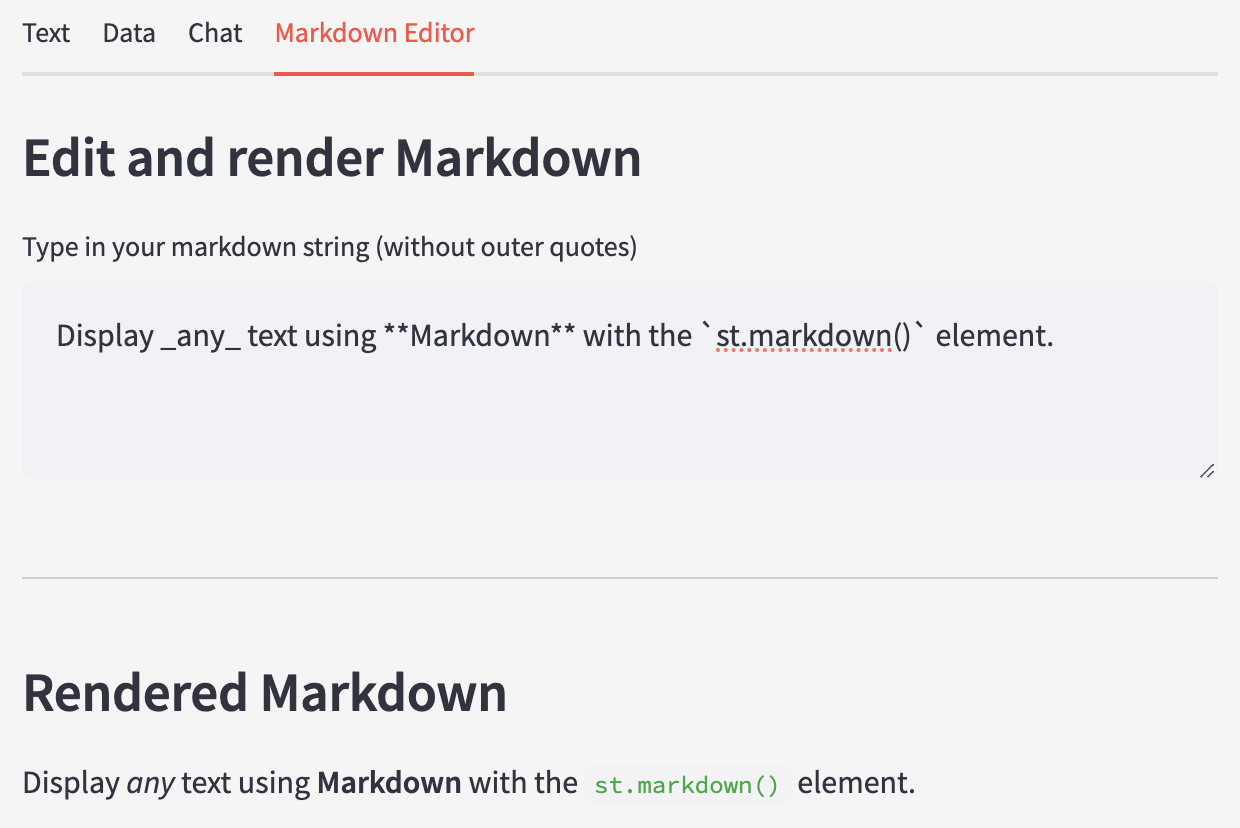 Text Data Chat Markdown Editor
Edit and render Markdown
Type in your markdown string (without outer quotes)
Display _any_ text using **Markdown** with the `st.markdown()` element.
Rendered Markdown
Display any text using Markdown with the st.markdown() element.